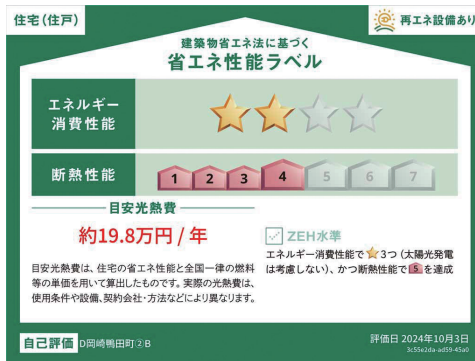 住宅(住戸)
再エネ設備あり
建築物省エネ法に基づく
省エネ性能ラベル
エネルギー
消費性能
断熱性能
1 2 3 4 5 6 7
目安光熱費
約19.8万円 / 年
目安光熱費は、住宅の省エネ性能と全国一律の燃料
等の単価を用いて算出したものです。実際の光熱費は、
使用条件や設備、契約会社・方法などにより異なります。
ZEH水準
エネルギー消費性能で⭐3つ (太陽光発電
は考慮しない)、かつ断熱性能で5を達成
自己評価 D岡崎鴨田町②B
評価日 2024年10月3日
3c55e2da-ad59-45a0